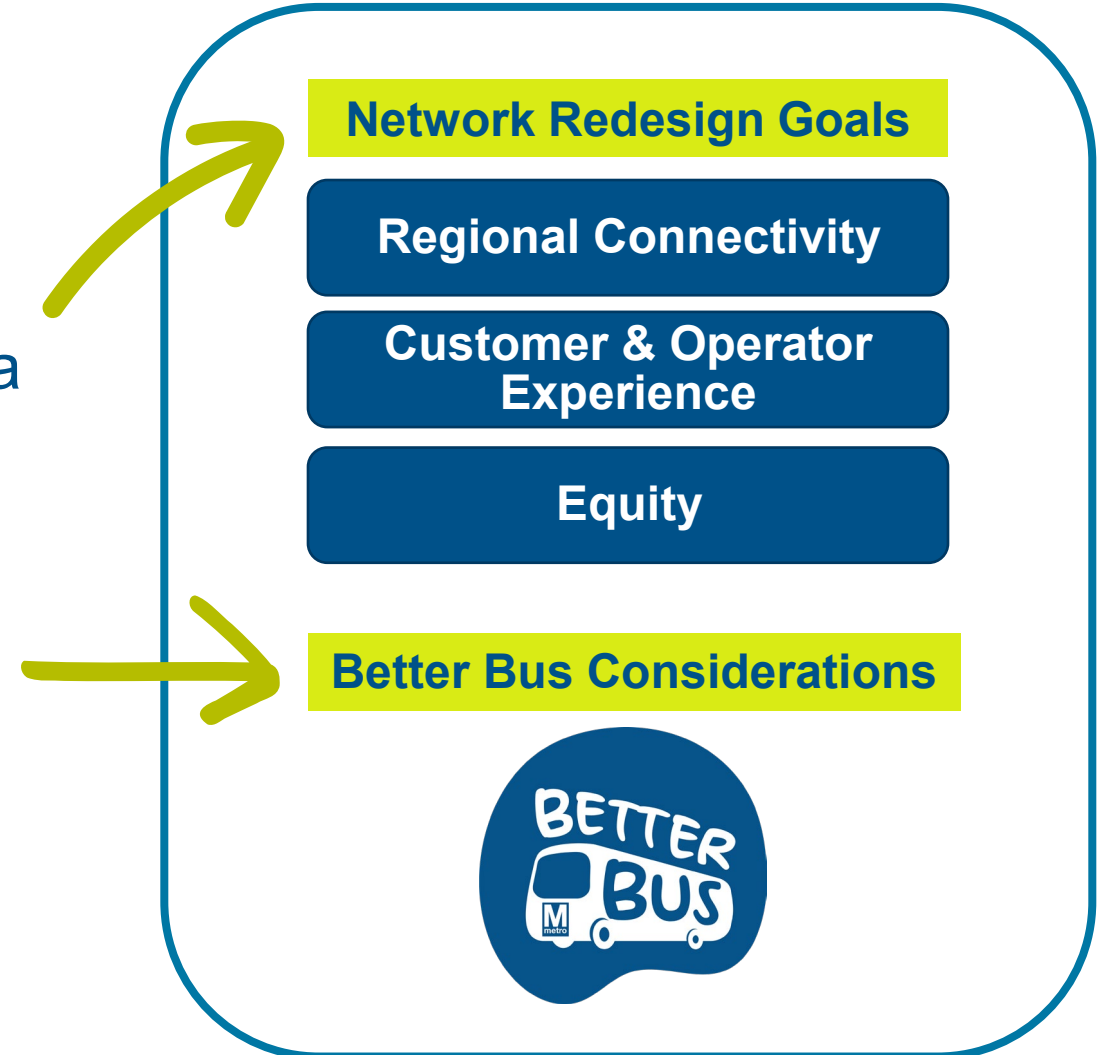 Network Redesign Goals
Regional Connectivity
a
Customer & Operator
Experience
Equity
Better Bus Considerations
BETTER
BUS
M
metro